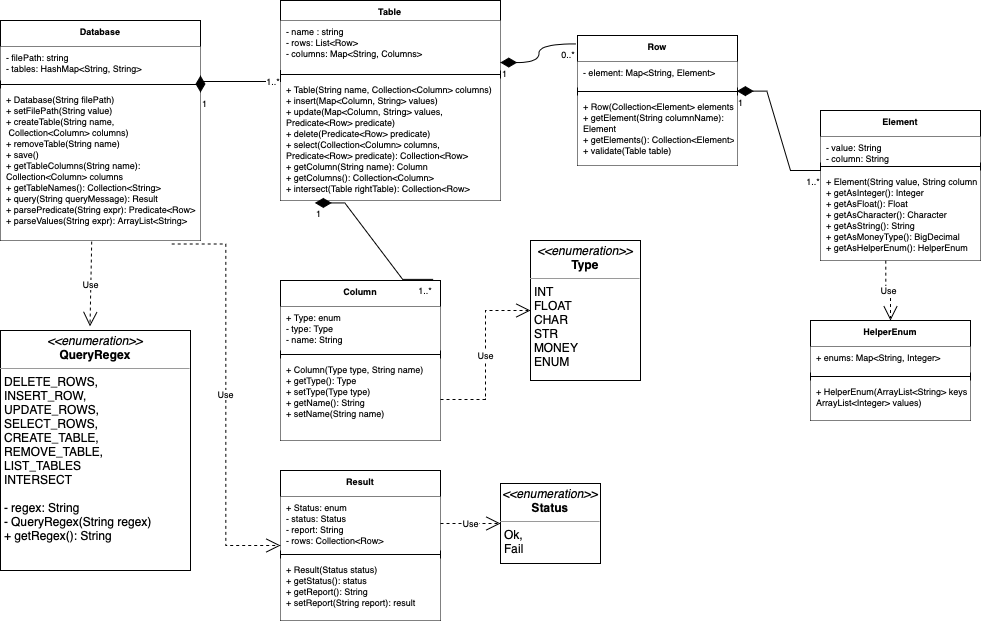 Database
- filePath: string
- tables: HashMap<String, String)
+ Database(String filePath)
+ setFilePath(String value)
+ createTable(String name,
Collection<Column> columns)
+ removeTable(String name)
+ save()
+ getTableColumns(String name):
Collection<Column> columns
+ getTableNames(): Collection<String>
+ query(String queryMessage): Result
+ parsePredicate(String expr): Predicate<Row>
+ parseValues(String expr): ArrayList<String>
1
1..*
Table
- name : string
- rows: List<Row>
- columns: Map<String, Columns>
+ Table(String name, Collection<Column> columns)
+ insert(Map<Column, String> values)
+ update(Map<Column, String) values,
Predicate<Row> predicate)
+ delete(Predicate<Row> predicate)
+ select(Collection<Column> columns,
Predicate<Row> predicate): Collection<Row>
+ getColumn(String name): Column
+ getColumns(): Collection<Column>
+ intersect(Table rightTable): Collection<Row>
1
0..*
1
1..*
Row
- element: Map<String, Element>
+ Row(Collection<Element> elements
+ getElement(String columnName):
Element
+ getElements(): Collection<Element>
+ validate(Table table)
1
1..*
Element
- value: String
- column: String
+ Element(String value, String column
+ getAsInteger(): Integer
+ getAsFloat(): Float
+ getAsCharacter(): Character
+ getAsString(): String
+ getAsMoneyType(): BigDecimal
+ getAsHelperEnum(): HelperEnum
Use
HelperEnum
+ enums: Map<String, Integer>
+ HelperEnum(ArrayList<String> keys
ArrayList<Integer> values)
Column
+ Type: enum
- type: Type
- name: String
+ Column(Type type, String name)
+ getType(): Type
+ setType(Type type)
+ getName(): String
+ setName(String name)
Use
<<enumeration>>
Type
INT
FLOAT
CHAR
STR
MONEY
ENUM
Use
<<enumeration>>
QueryRegex
DELETE_ROWS,
INSERT_ROW,
UPDATE_ROWS,
SELECT_ROWS,
CREATE_TABLE,
REMOVE_TABLE,
LIST_TABLES
INTERSECT
- regex: String
- QueryRegex(String regex)
+ getRegex(): String
Use
Result
+ Status: enum
- status: Status
- report: String
- rows: Collection<Row>
+ Result(Status status)
+ getStatus(): status
+ getReport(): String
+ setReport(String report): result
Use
<<enumeration>>
Status
Ok,
Fail